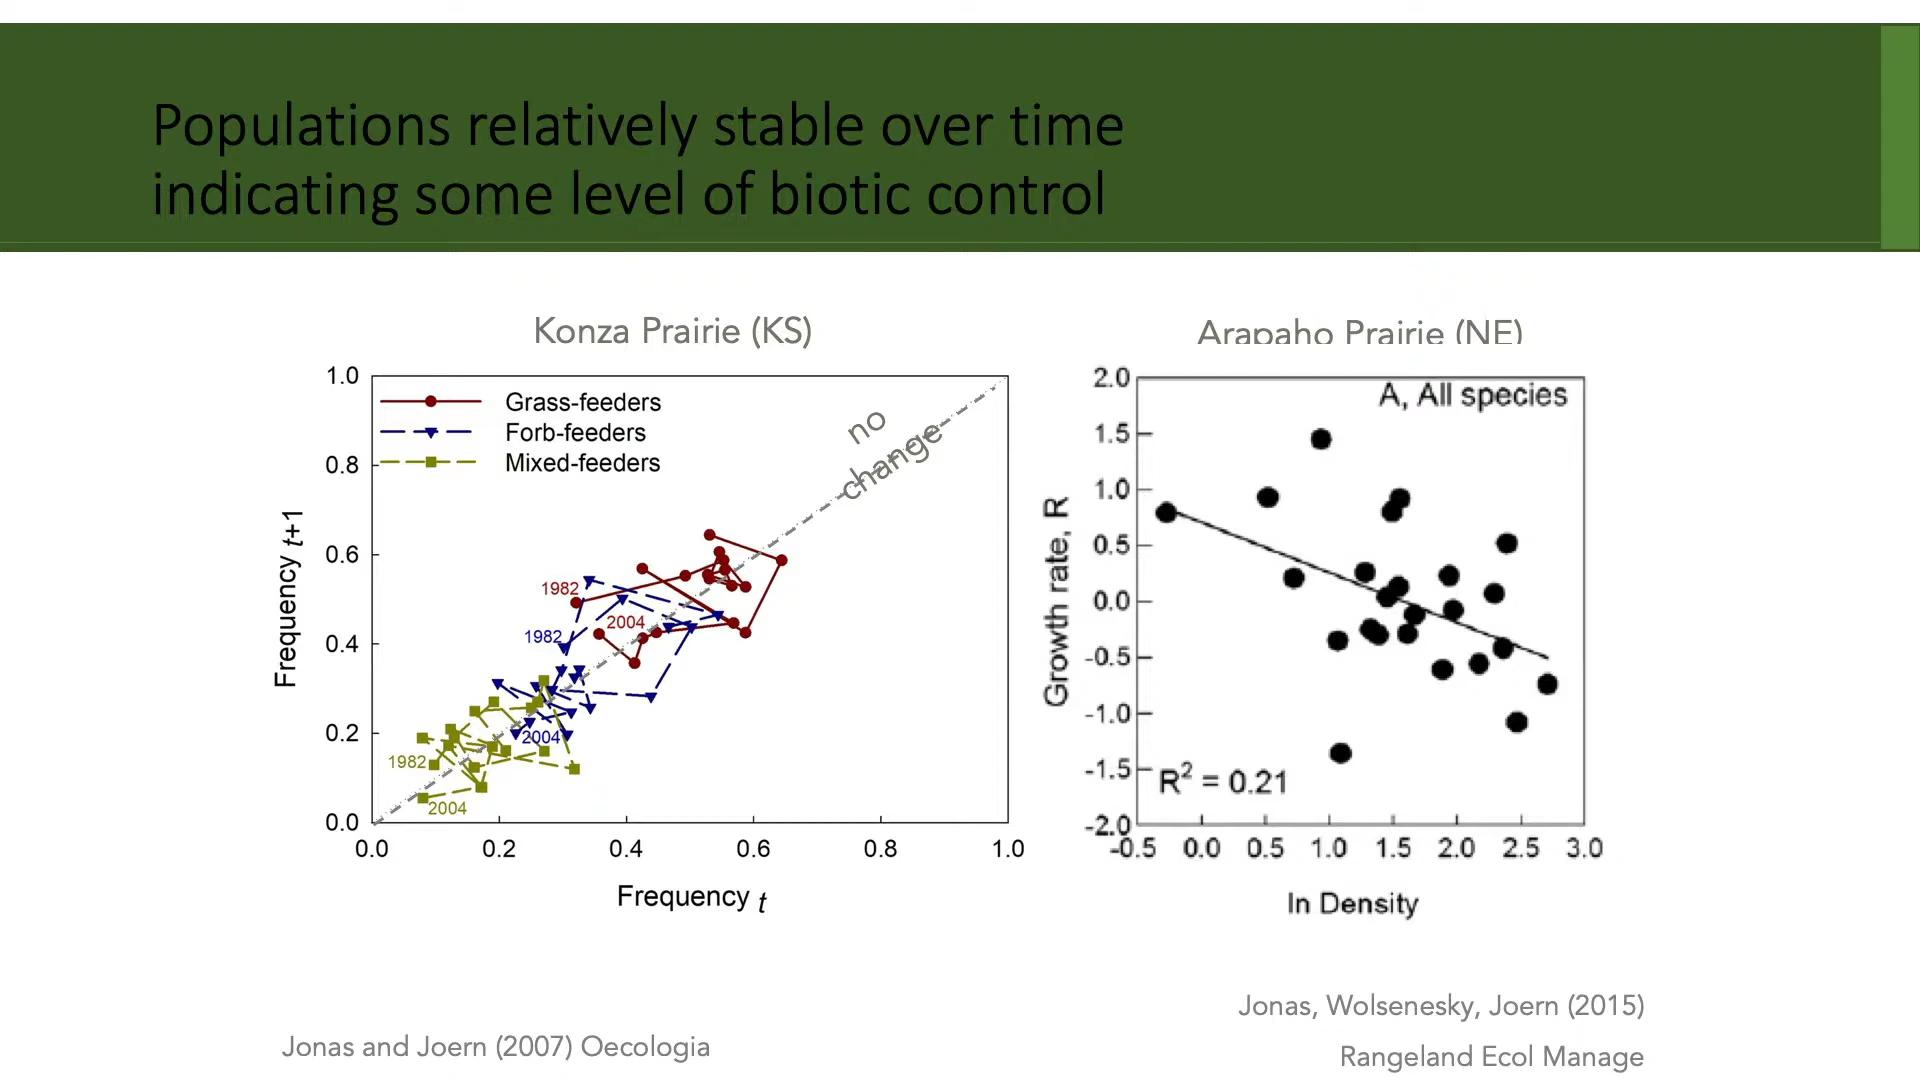 Populations relatively stable over time
indicating some level of biotic control
Konza Prairie (KS)
1.0
0.8
0.6
0.4
0.2
0.0
0.0 0.2 0.4 0.6 0.8 1.0
Frequency t+1
Frequency t
Grass-feeders
Forb-feeders
Mixed-feeders
no
change
1982
2004
1982
2004
1982
2004
Jonas and Joern (2007) Oecologia
Arapaho Prairie (NE)
2.0
1.5
1.0
0.5
0.0
-0.5
-1.0
-1.5
-2.0
-0.5 0.0 0.5 1.0 1.5 2.0 2.5 3.0
Growth rate, R
A, All species
R² = 0.21
ln Density
Jonas, Wolsenesky, Joern (2015)
Rangeland Ecol Manage